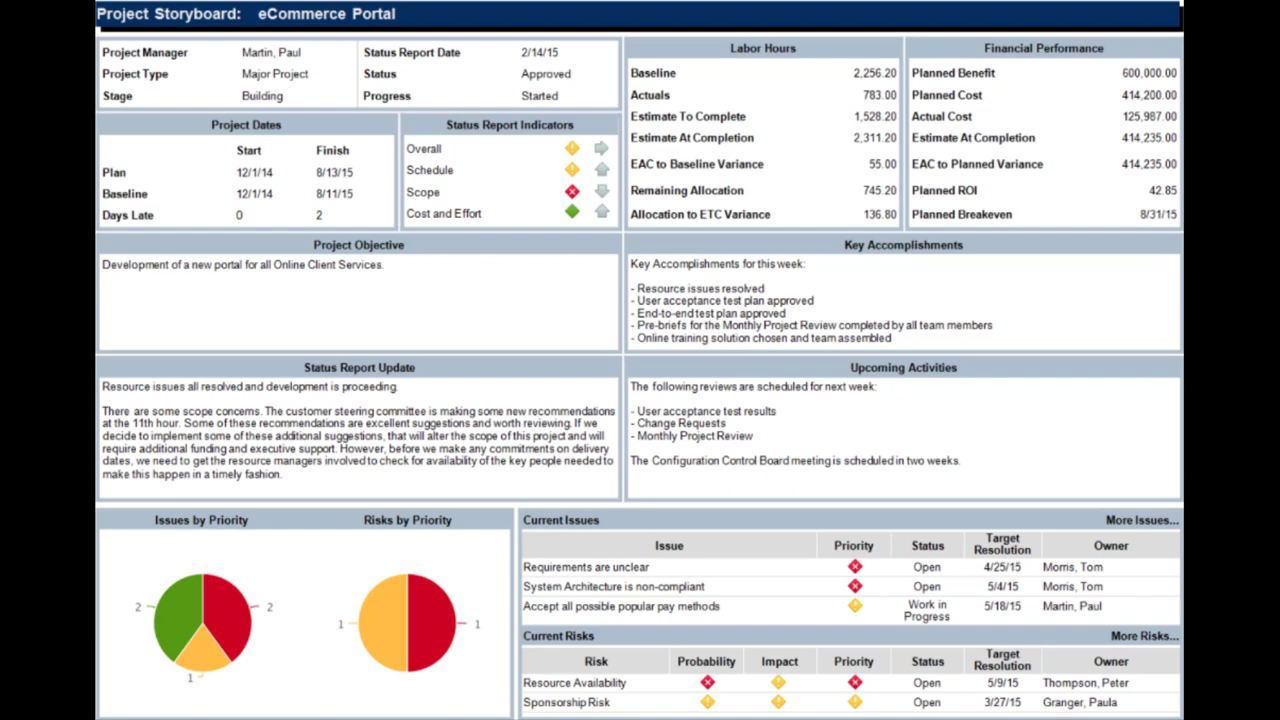 Project Storyboard: eCommerce Portal
Project Manager Martin, Paul Status Report Date 2/14/15
Project Type Major Project Status Approved
Stage Building Progress Started
Labor Hours
Baseline 2,256.20
Actuals 783.00
Estimate To Complete 1,528.20
Estimate At Completion 2,311.20
EAC to Baseline Variance 55.00
Remaining Allocation 745.20
Allocation to ETC Variance 136.80
Financial Performance
Planned Benefit 600,000.00
Planned Cost 414,200.00
Actual Cost 125,987.00
Estimate At Completion 414,235.00
EAC to Planned Variance 414,235.00
Planned ROI 42.85
Planned Breakeven 8/31/15
Project Dates
Start Finish
Plan 12/1/14 8/13/15
Baseline 12/1/14 8/11/15
Days Late 0 2
Status Report Indicators
Overall
Schedule
Scope
Cost and Effort
Project Objective
Development of a new portal for all Online Client Services.
Key Accomplishments
Key Accomplishments for this week:
- Resource issues resolved
- User acceptance test plan approved
- End-to-end test plan approved
- Pre-briefs for the Monthly Project Review completed by all team members
- Online training solution chosen and team assembled
Status Report Update
Resource issues all resolved and development is proceeding.
There are some scope concerns. The customer steering committee is making some new recommendations
at the 11th hour. Some of these recommendations are excellent suggestions and worth reviewing. If we
decide to implement some of these additional suggestions, that will alter the scope of this project and will
require additional funding and executive support. However, before we make any commitments on delivery
dates, we need to get the resource managers involved to check for availability of the key people needed to
make this happen in a timely fashion.
Upcoming Activities
The following reviews are scheduled for next week:
- User acceptance test results
- Change Requests
- Monthly Project Review
The Configuration Control Board meeting is scheduled in two weeks.
Issues by Priority
2
2
1
Risks by Priority
1
1
Current Issues More Issues...
Issue Priority Status Target Resolution Owner
Requirements are unclear Open 4/25/15 Morris, Tom
System Architecture is non-compliant Open 5/4/15 Morris, Tom
Accept all possible popular pay methods Work in Progress 5/18/15 Martin, Paul
Current Risks More Risks...
Risk Probability Impact Priority Status Target Resolution Owner
Resource Availability Open 5/9/15 Thompson, Peter
Sponsorship Risk Open 3/27/15 Granger, Paula